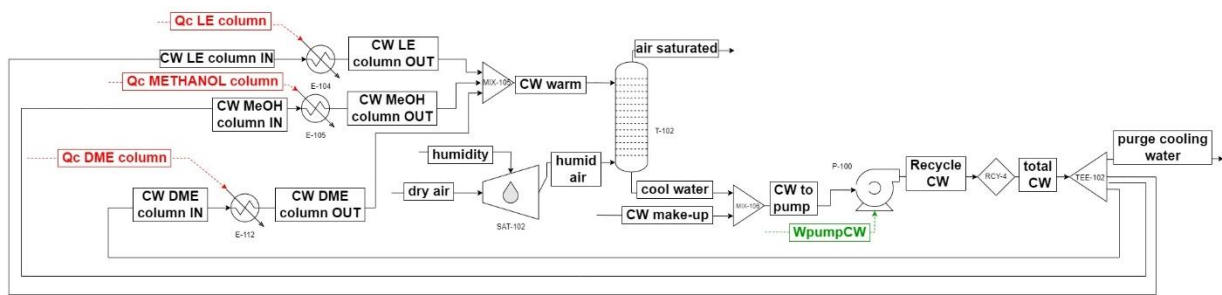 Qc LE column
CW LE column IN
E-104
CW LE
column OUT
Qc METHANOL column
CW MeOH
column IN
E-105
CW MeOH
column OUT
MIX-105
CW warm
air saturated
T-102
Qc DME column
CW DME
column IN
E-112
CW DME
column OUT
humidity
dry air
SAT-102
humid
air
cool water
CW make-up
MIX-106
CW to
pump
P-100
WpumpCW
Recycle
CW
RCY-4
total
CW
TEE-102
purge cooling
water